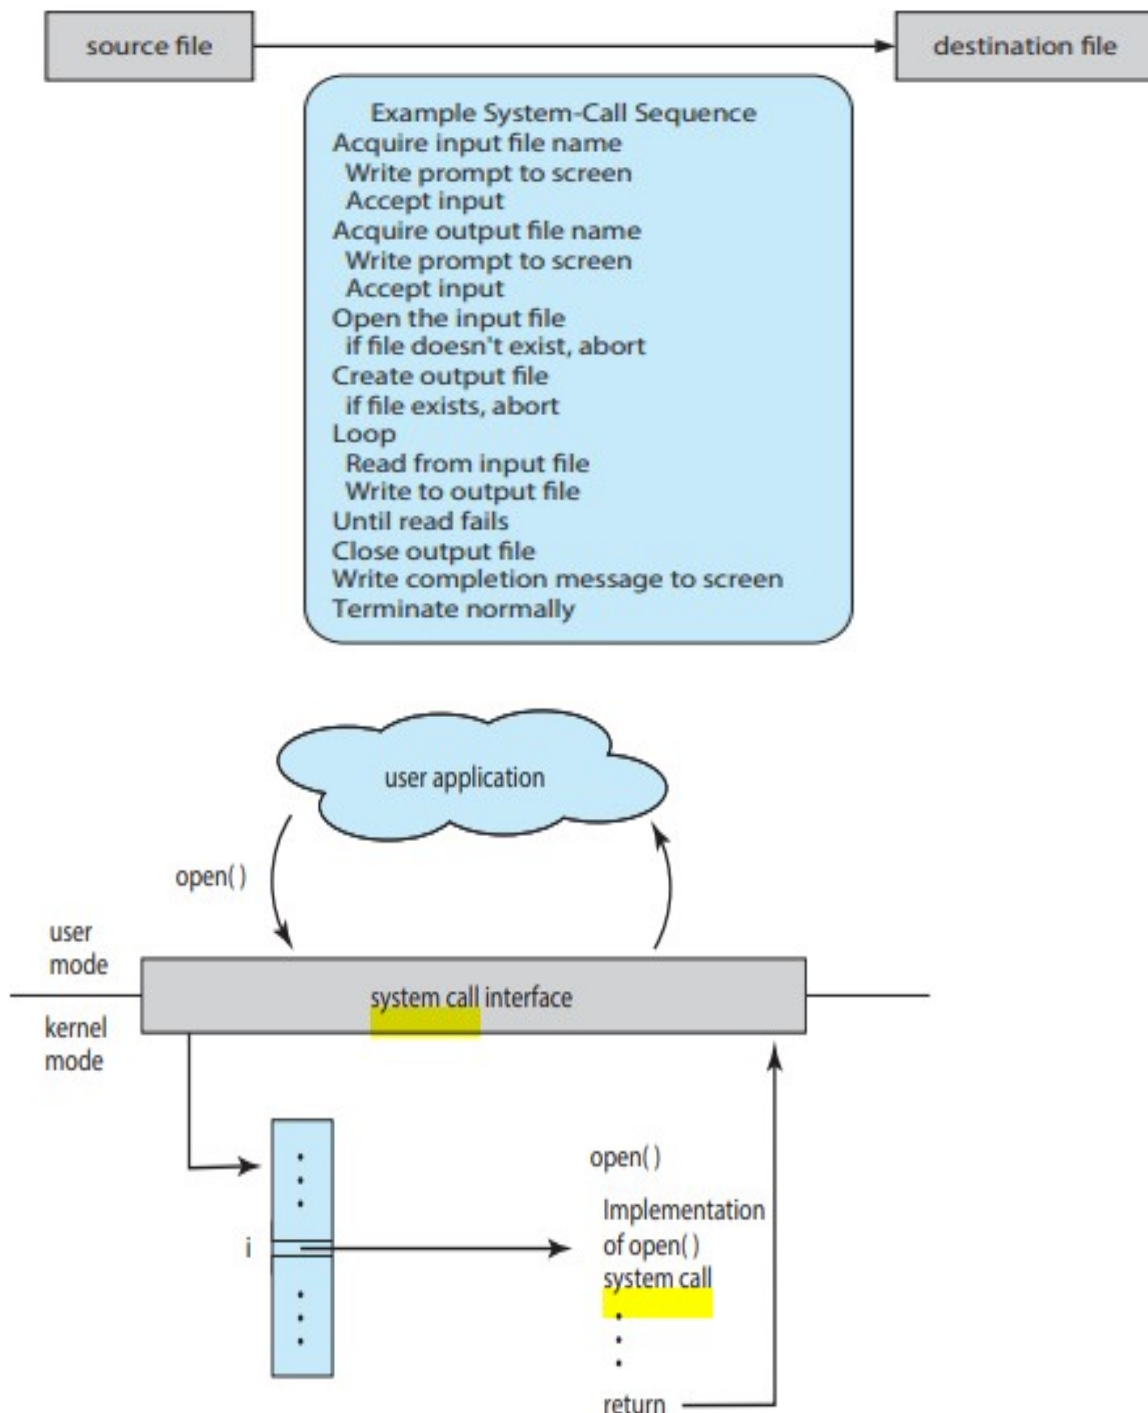 source file
destination file
Example System-Call Sequence
Acquire input file name
Write prompt to screen
Accept input
Acquire output file name
Write prompt to screen
Accept input
Open the input file
if file doesn't exist, abort
Create output file
if file exists, abort
Loop
Read from input file
Write to output file
Until read fails
Close output file
Write completion message to screen
Terminate normally
user application
open( )
user
mode
system call interface
kernel
mode
open( )
Implementation
i
of open( )
system call
return